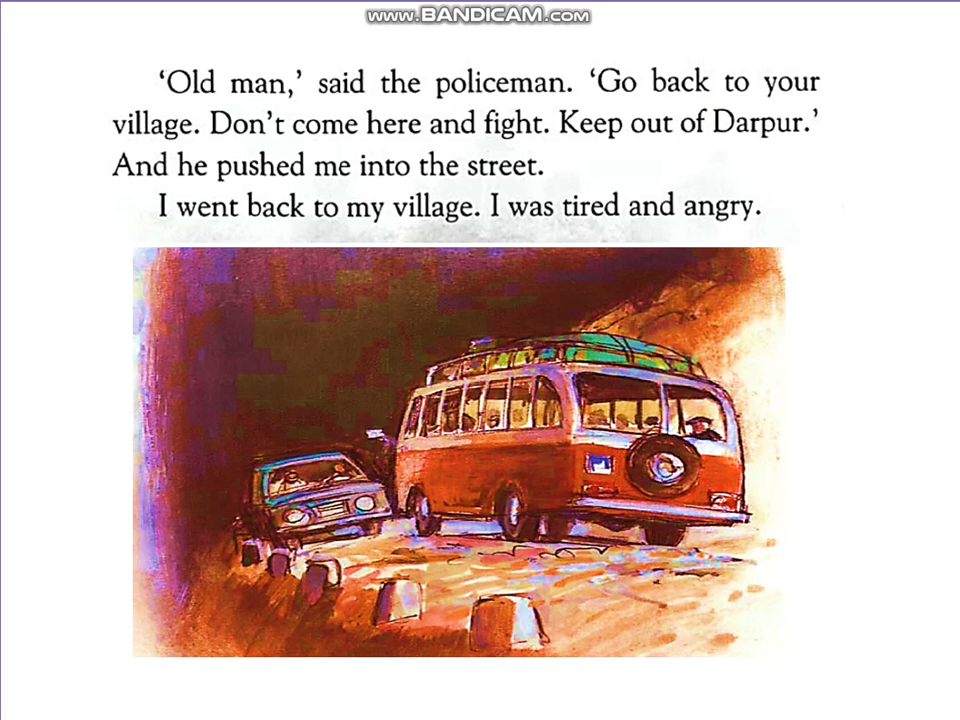 www.BANDICAM.com
‘Old man,’ said the policeman. ‘Go back to your
village. Don’t come here and fight. Keep out of Darpur.’
And he pushed me into the street.
I went back to my village. I was tired and angry.